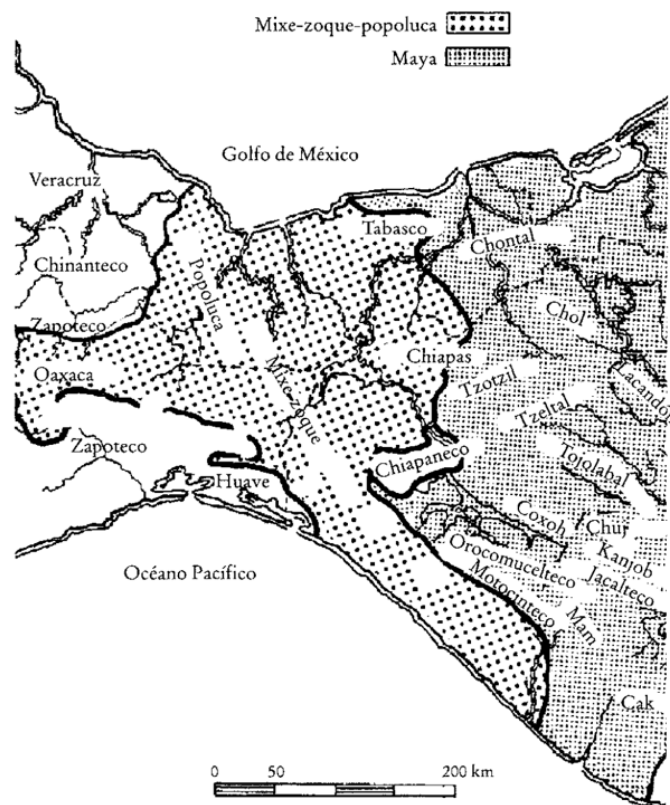 Mixe-zoque-popoluca
Maya
Golfo de México
Veracruz
Tabasco
Chontal
Chinanteco
Popoluca
Chol
Zapoteco
Oaxaca
Mixe-zoque
Chiapas
Tzotzil
Lacandón
Tzeltal
Zapoteco
Chiapaneco
Tojolabal
Huave
Coxoh
Chuj
Kanjob
Océano Pacífico
Orocomucelteco
Jacalteco
Motocinteco
Mam
Cak
0 50 200 km